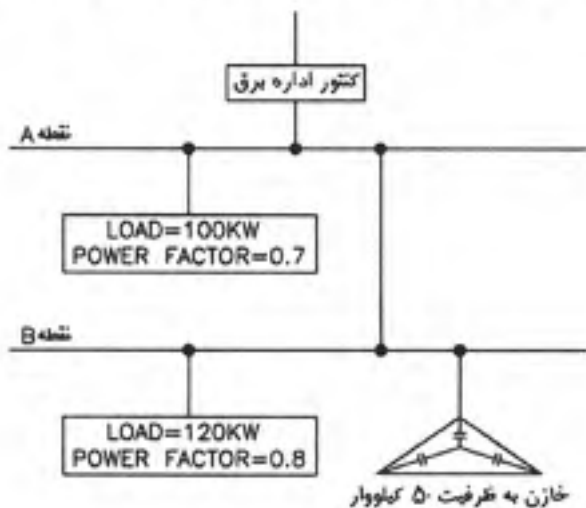 کنتور اداره برق
نقطه A
LOAD=100KW
POWER FACTOR=0.7
نقطه B
LOAD=120KW
POWER FACTOR=0.8
خازن به ظرفیت ۵۰ کیلووار